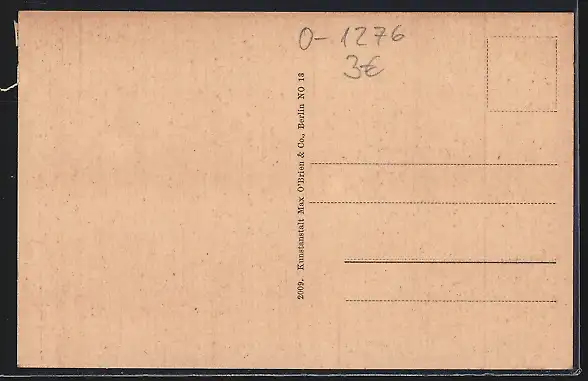 0-1276
3€
2009. Kunstanstalt Max O'Brien & Co., Berlin NO 18